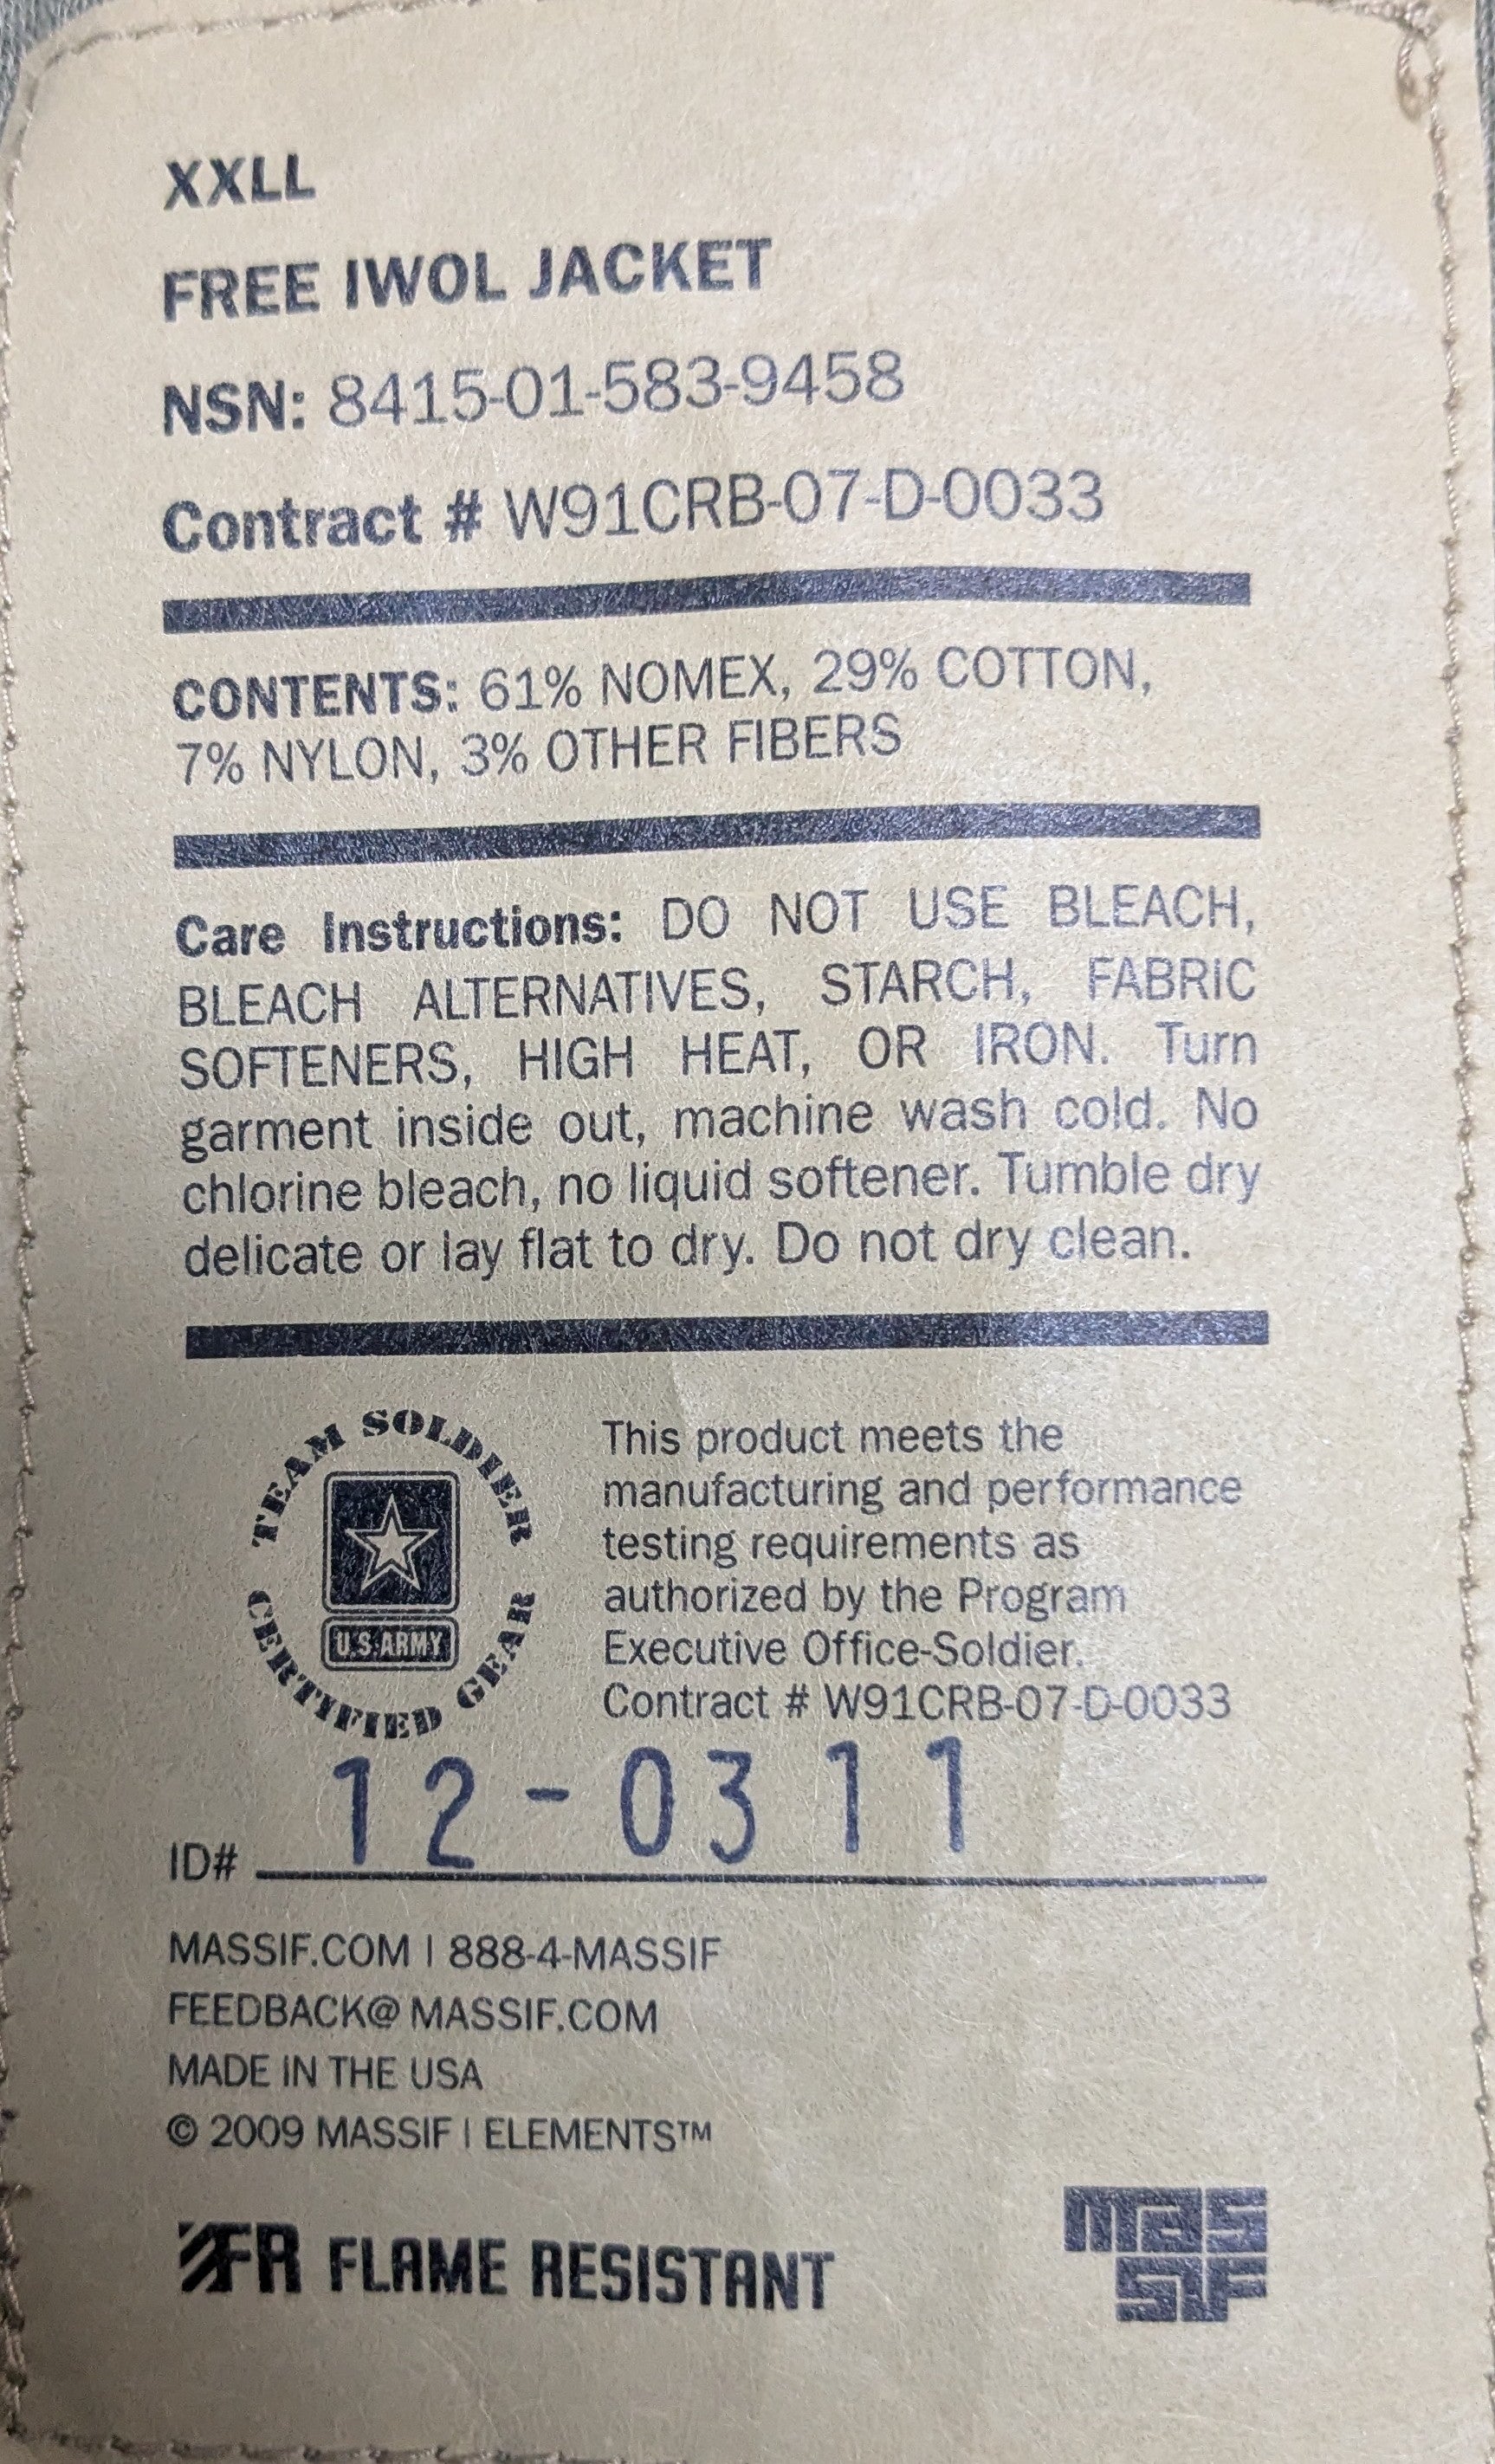 XXLL
FREE IWOL JACKET
NSN: 8415-01-583-9458
Contract # W91CRB-07-D-0033
CONTENTS: 61% NOMEX, 29% COTTON,
7% NYLON, 3% OTHER FIBERS
Care Instructions: DO NOT USE BLEACH,
BLEACH ALTERNATIVES, STARCH, FABRIC
SOFTENERS, HIGH HEAT, OR IRON. Turn
garment inside out, machine wash cold. No
chlorine bleach, no liquid softener. Tumble dry
delicate or lay flat to dry. Do not dry clean.
TEAM SOLDIER
U.S.ARMY
CERTIFIED GEAR
This product meets the
manufacturing and performance
testing requirements as
authorized by the Program
Executive Office-Soldier.
Contract # W91CRB-07-D-0033
ID# 12-0311
MASSIF.COM | 888-4-MASSIF
FEEDBACK@MASSIF.COM
MADE IN THE USA
© 2009 MASSIF | ELEMENTS™
FR FLAME RESISTANT
MAS
SIF